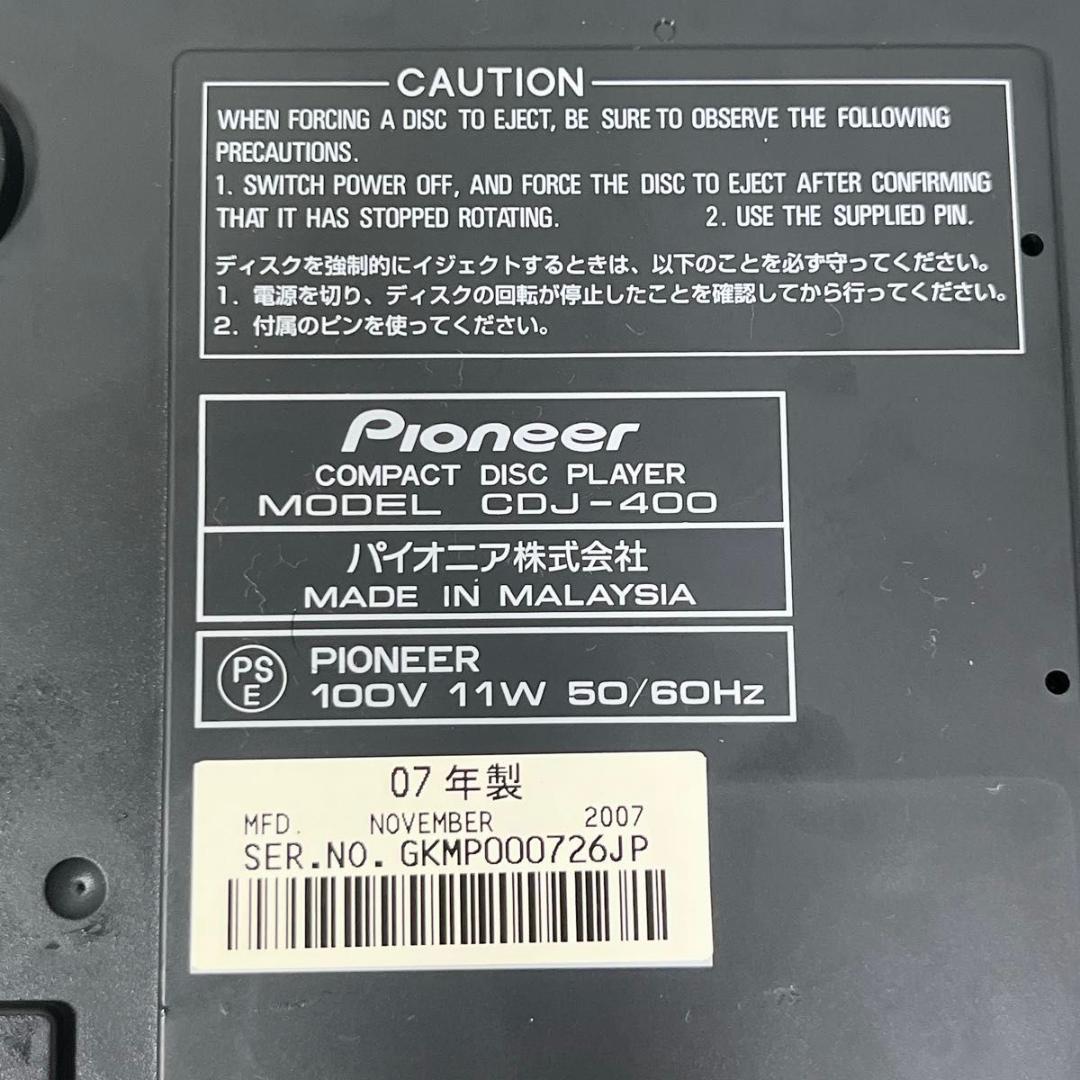 CAUTION
WHEN FORCING A DISC TO EJECT, BE SURE TO OBSERVE THE FOLLOWING
PRECAUTIONS.
1. SWITCH POWER OFF, AND FORCE THE DISC TO EJECT AFTER CONFIRMING
THAT IT HAS STOPPED ROTATING. 2. USE THE SUPPLIED PIN.
ディスクを強制的にイジェクトするときは、以下のことを必ず守ってください。
1. 電源を切り、ディスクの回転が停止したことを確認してから行ってください。
2. 付属のピンを使ってください。
Pioneer
COMPACT DISC PLAYER
MODEL CDJ-400
パイオニア株式会社
MADE IN MALAYSIA
PS E PIONEER
100V 11W 50/60Hz
07 年製
MFD. NOVEMBER 2007
SER.NO. GKMP000726JP